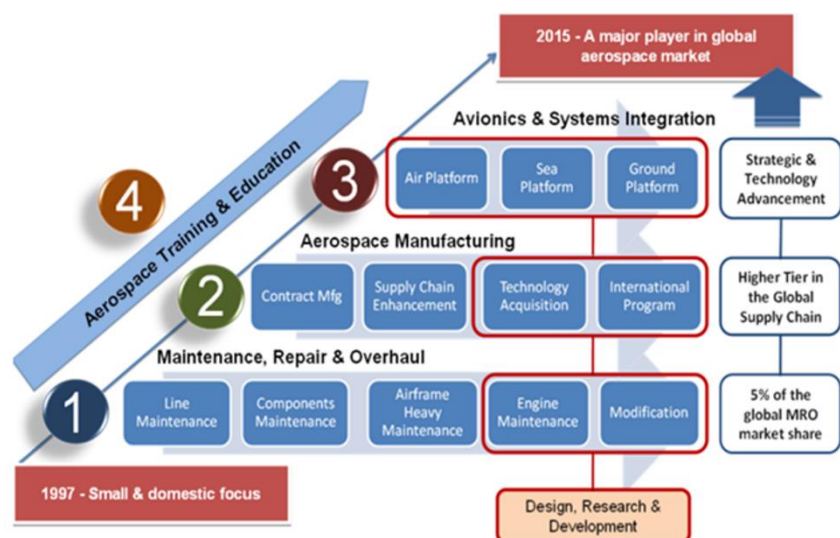 2015 - A major player in global
aerospace market
Avionics & Systems Integration
3
Air Platform
Sea
Platform
Ground
Platform
Strategic &
Technology
Advancement
4
Aerospace Training & Education
Aerospace Manufacturing
2
Contract Mfg
Supply Chain
Enhancement
Technology
Acquisition
International
Program
Higher Tier in
the Global
Supply Chain
Maintenance, Repair & Overhaul
1
Line
Maintenance
Components
Maintenance
Airframe
Heavy
Maintenance
Engine
Maintenance
Modification
5% of the
global MRO
market share
1997 - Small & domestic focus
Design, Research &
Development